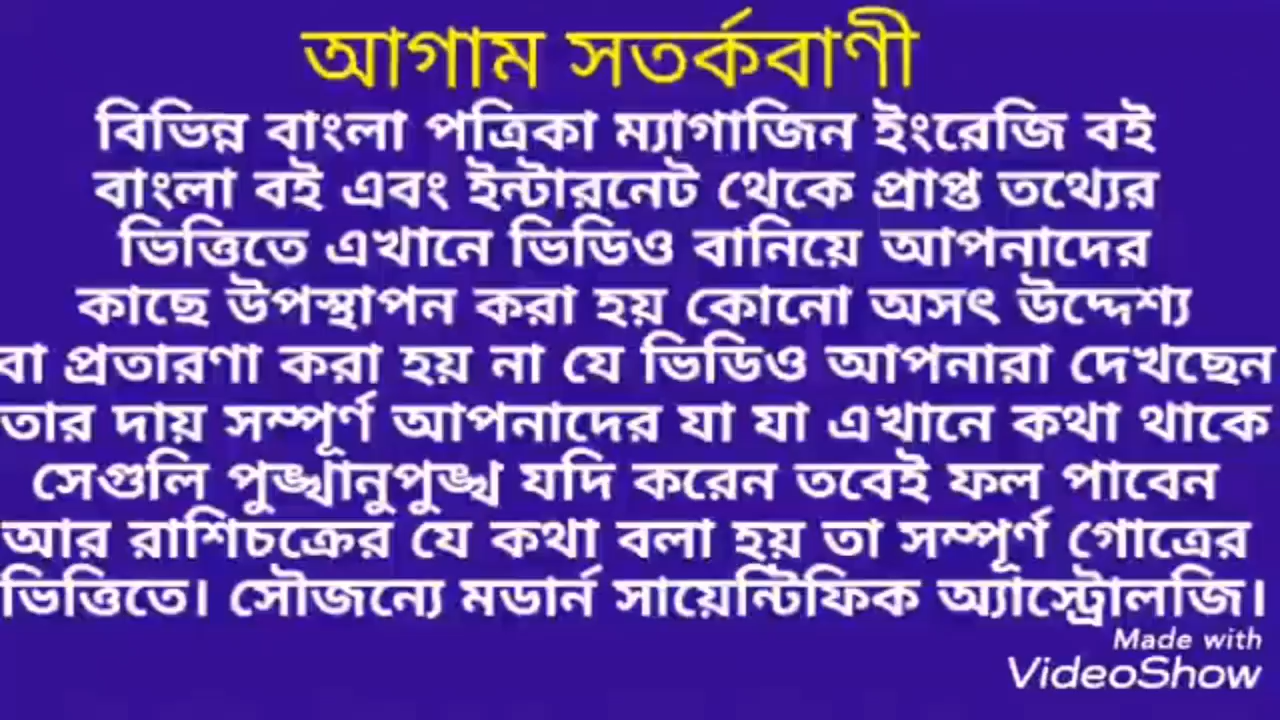 আগাম সতর্কবাণী
বিভিন্ন বাংলা পত্রিকা ম্যাগাজিন ইংরেজি বই
বাংলা বই এবং ইন্টারনেট থেকে প্রাপ্ত তথ্যের
ভিত্তিতে এখানে ভিডিও বানিয়ে আপনাদের
কাছে উপস্থাপন করা হয় কোনো অসৎ উদ্দেশ্য
বা প্রতারণা করা হয় না যে ভিডিও আপনারা দেখছেন
তার দায় সম্পূর্ণ আপনাদের যা যা এখানে কথা থাকে
সেগুলি পুঙ্খানুপুঙ্খ যদি করেন তবেই ফল পাবেন
আর রাশিচক্রের যে কথা বলা হয় তা সম্পূর্ণ গোত্রের
ভিত্তিতে। সৌজন্যে মডার্ন সায়েন্টিফিক অ্যাস্ট্রোলজি।
Made with
VideoShow